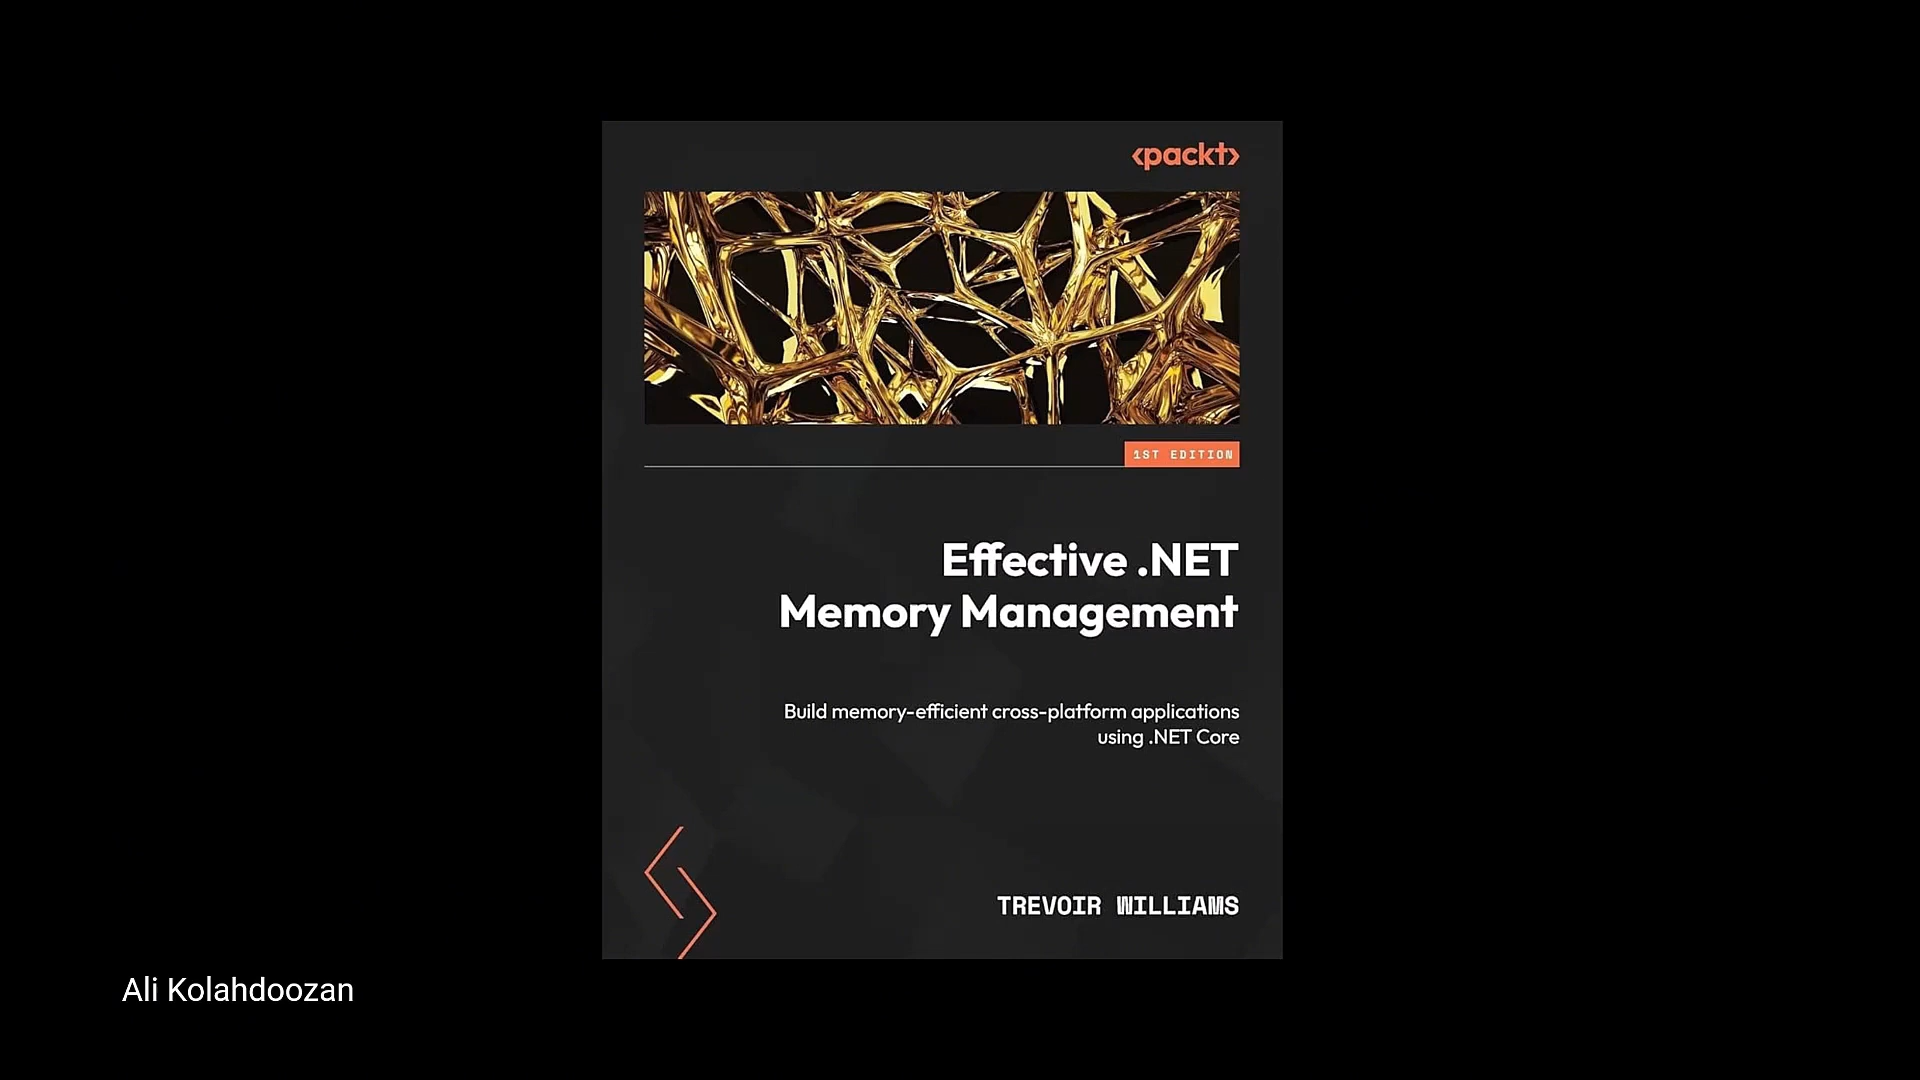 <packt>
1ST EDITION
Effective .NET
Memory Management
Build memory-efficient cross-platform applications
using .NET Core
TREVOIR WILLIAMS
Ali Kolahdoozan